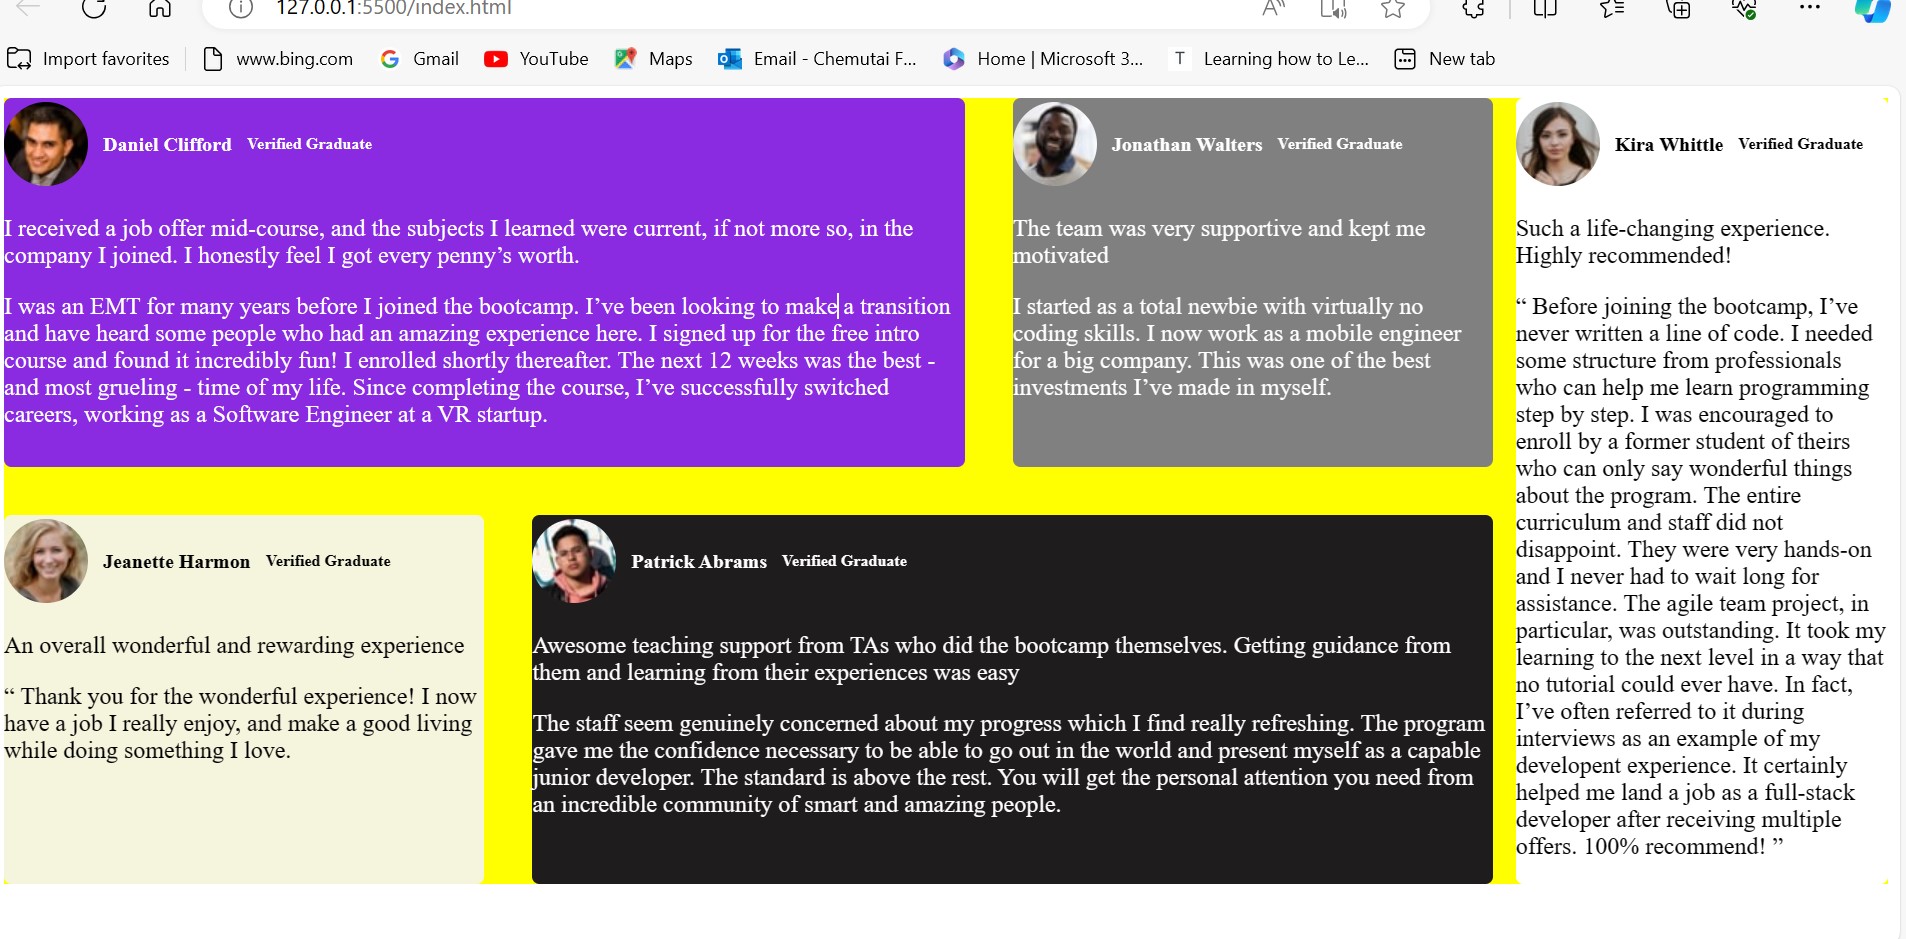 127.0.0.1:5500/index.html
Import favorites
www.bing.com
Gmail
YouTube
Maps
Email - Chemutai F...
Home | Microsoft 3...
T Learning how to Le...
New tab
Daniel Clifford Verified Graduate
I received a job offer mid-course, and the subjects I learned were current, if not more so, in the
company I joined. I honestly feel I got every penny’s worth.
I was an EMT for many years before I joined the bootcamp. I’ve been looking to make a transition
and have heard some people who had an amazing experience here. I signed up for the free intro
course and found it incredibly fun! I enrolled shortly thereafter. The next 12 weeks was the best -
and most grueling - time of my life. Since completing the course, I’ve successfully switched
careers, working as a Software Engineer at a VR startup.
Jonathan Walters Verified Graduate
The team was very supportive and kept me
motivated
I started as a total newbie with virtually no
coding skills. I now work as a mobile engineer
for a big company. This was one of the best
investments I’ve made in myself.
Kira Whittle Verified Graduate
Such a life-changing experience.
Highly recommended!
“ Before joining the bootcamp, I’ve
never written a line of code. I needed
some structure from professionals
who can help me learn programming
step by step. I was encouraged to
enroll by a former student of theirs
who can only say wonderful things
about the program. The entire
curriculum and staff did not
disappoint. They were very hands-on
and I never had to wait long for
assistance. The agile team project, in
particular, was outstanding. It took my
learning to the next level in a way that
no tutorial could ever have. In fact,
I’ve often referred to it during
interviews as an example of my
developent experience. It certainly
helped me land a job as a full-stack
developer after receiving multiple
offers. 100% recommend! ”
Jeanette Harmon Verified Graduate
An overall wonderful and rewarding experience
“ Thank you for the wonderful experience! I now
have a job I really enjoy, and make a good living
while doing something I love.
Patrick Abrams Verified Graduate
Awesome teaching support from TAs who did the bootcamp themselves. Getting guidance from
them and learning from their experiences was easy
The staff seem genuinely concerned about my progress which I find really refreshing. The program
gave me the confidence necessary to be able to go out in the world and present myself as a capable
junior developer. The standard is above the rest. You will get the personal attention you need from
an incredible community of smart and amazing people.